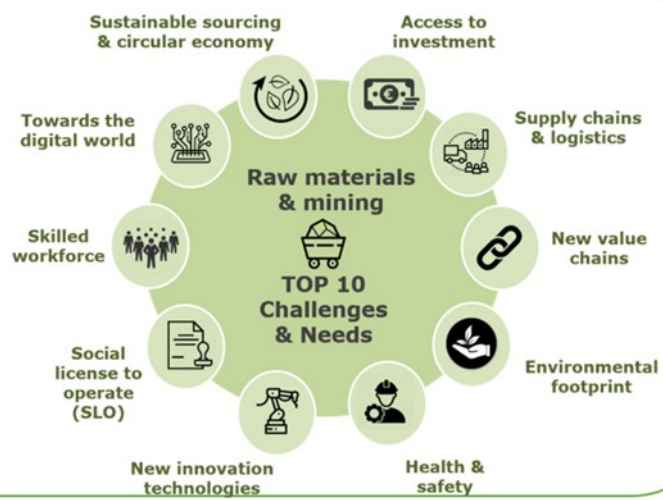 Sustainable sourcing
& circular economy
Access to
investment
Towards the
digital world
Supply chains
& logistics
Raw materials
& mining
Skilled
workforce
New value
chains
TOP 10
Challenges
& Needs
Social
license to
operate
(SLO)
Environmental
footprint
New innovation
technologies
Health &
safety